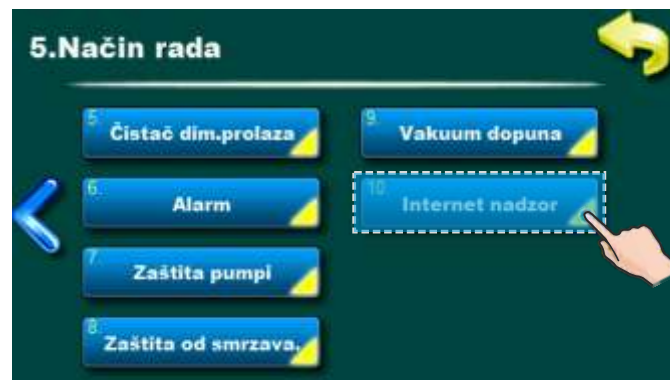 5.Način rada
5.
Čistač dim.prolaza
6.
Alarm
7.
Zaštita pumpi
8.
Zaštita od smrzava.
9.
Vakuum dopuna
10
Internet nadzor